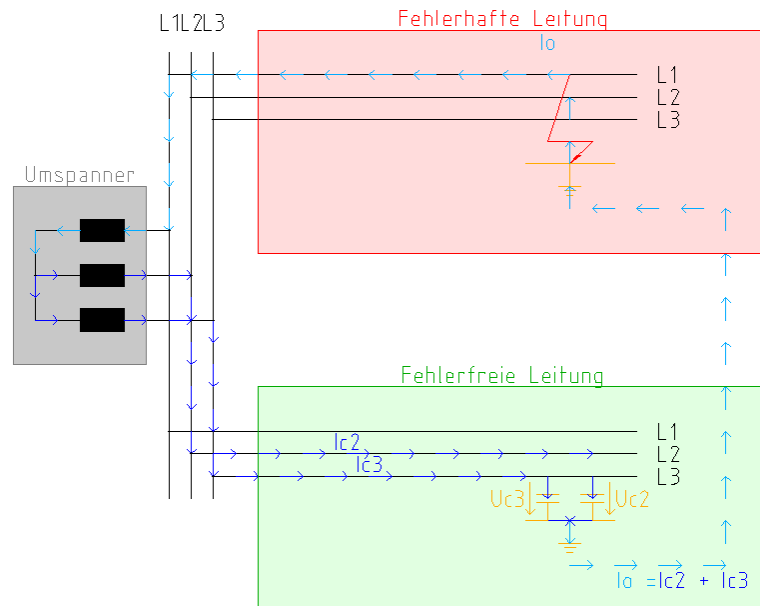 Fehlerhafte Leitung
L1L2L3
Io
L1
L2
L3
Umspanner
Fehlerfreie Leitung
L1
Ic2
L2
Ic3
L3
Uc3
Uc2
Io =Ic2 + Ic3